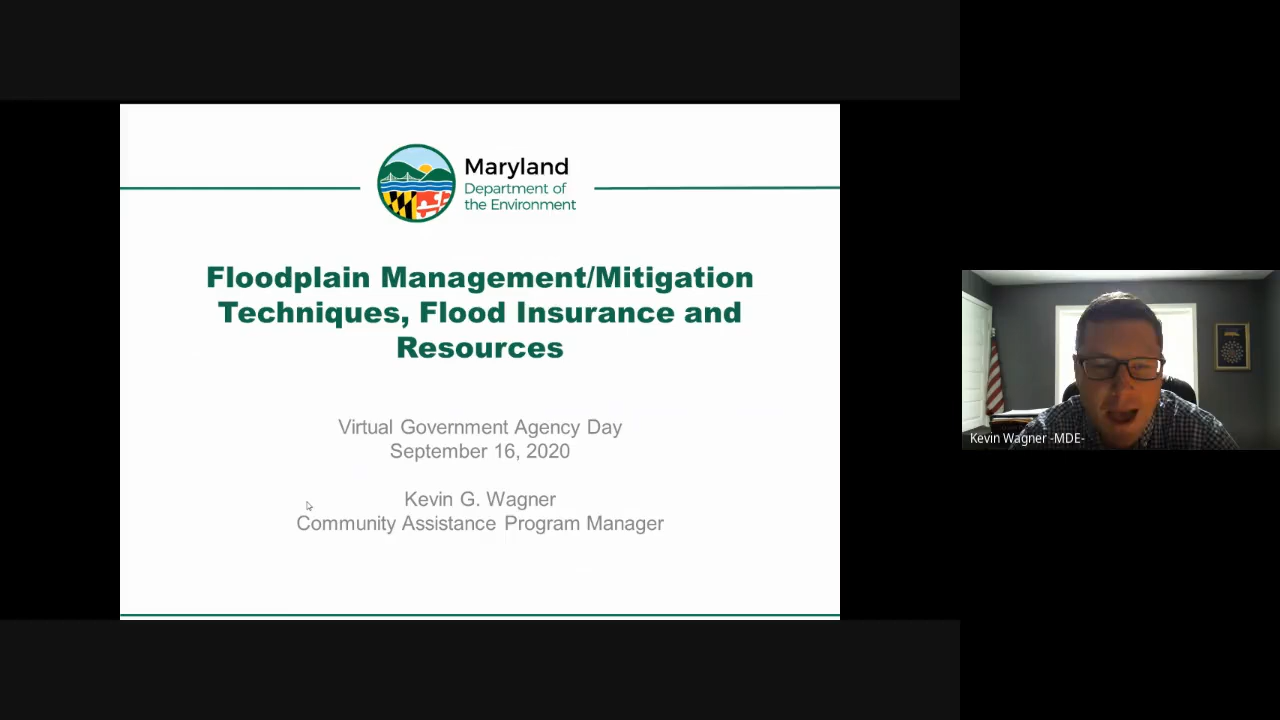 Maryland
Department of
the Environment
Floodplain Management/Mitigation
Techniques, Flood Insurance and
Resources
Virtual Government Agency Day
September 16, 2020
Kevin G. Wagner
Community Assistance Program Manager
Kevin Wagner -MDE-